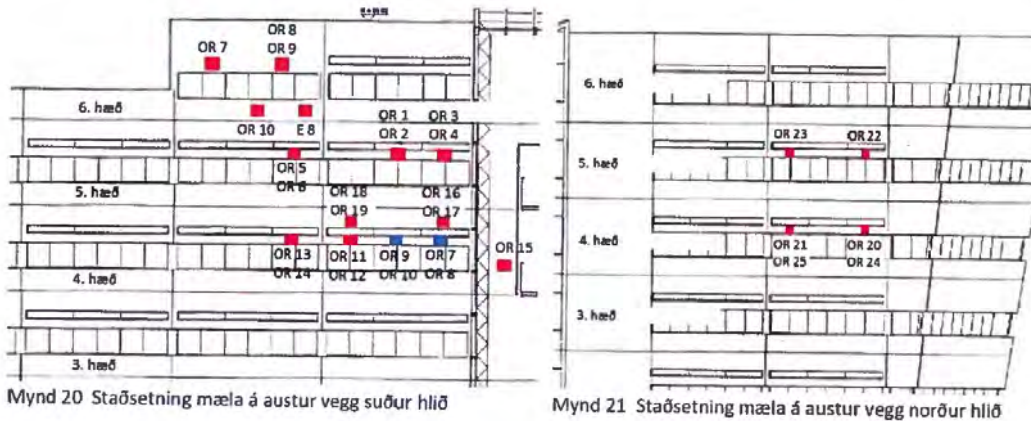 OR 8
OR 7
OR 9
6. hæð
OR 1
OR 3
OR 10
E 8
OR 2
OR 4
OR 5
OR 6
5. hæð
OR 18
OR 16
OR 19
OR 17
OR 15
OR 13
OR 11
OR 9
OR 7
OR 14
OR 12
OR 10
OR 8
4. hæð
3. hæð
Mynd 20 Staðsetning mæla á austur vegg suður hlið
6. hæð
OR 23
OR 22
5. hæð
4. hæð
OR 21
OR 20
OR 25
OR 24
3. hæð
Mynd 21 Staðsetning mæla á austur vegg norður hlið